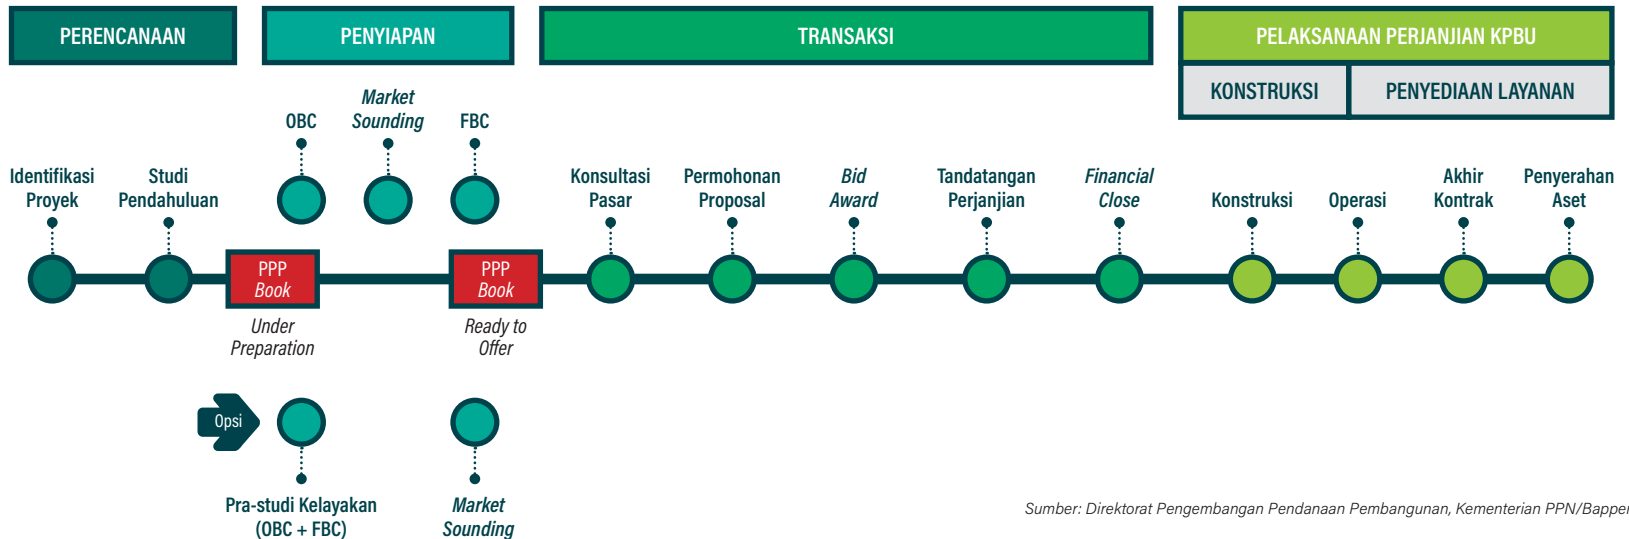 PERENCANAAN
PENYIAPAN
TRANSAKSI
PELAKSANAAN PERJANJIAN KPBU
KONSTRUKSI
PENYEDIAAN LAYANAN
OBC
Market
Sounding
FBC
Identifikasi
Proyek
Studi
Pendahuluan
Konsultasi
Pasar
Permohonan
Proposal
Bid
Award
Tandatangan
Perjanjian
Financial
Close
Konstruksi
Operasi
Akhir
Kontrak
Penyerahan
Aset
PPP
Book
Under
Preparation
PPP
Book
Ready to
Offer
Opsi
Pra-studi Kelayakan
(OBC + FBC)
Market
Sounding
Sumber: Direktorat Pengembangan Pendanaan Pembangunan, Kementerian PPN/Bapper